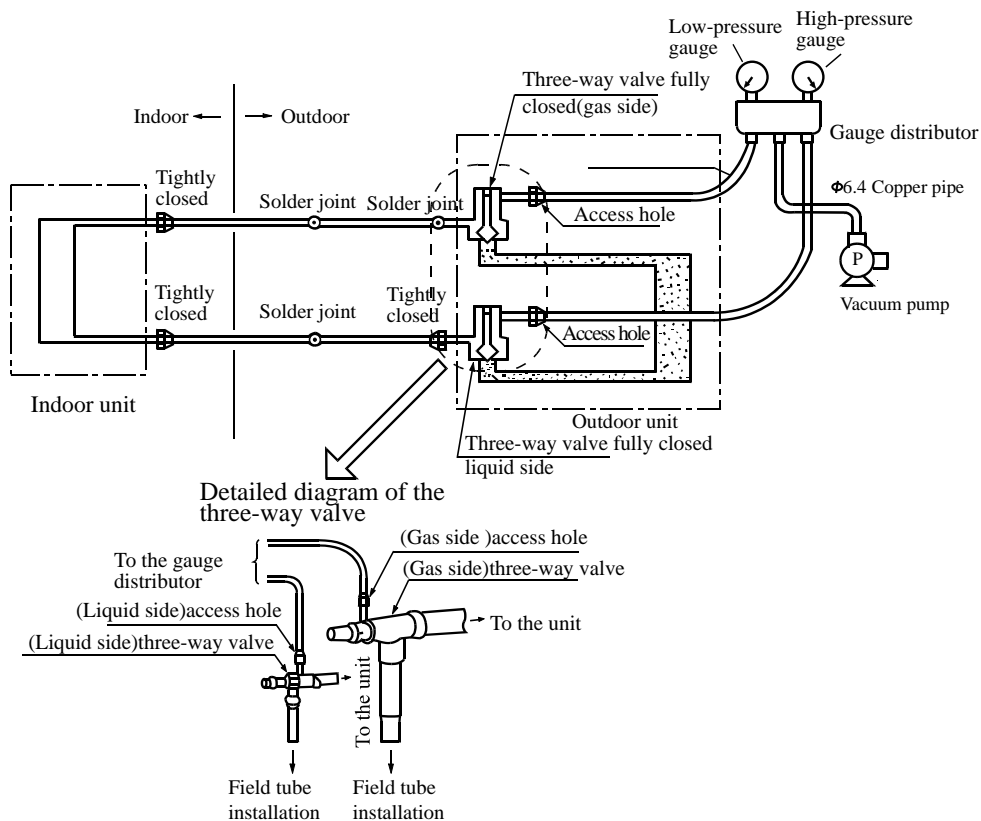 Low-pressure
gauge
High-pressure
gauge
Three-way valve fully
closed(gas side)
Indoor
Outdoor
Gauge distributor
Tightly
closed
Solder joint
Solder joint
Φ6.4 Copper pipe
Access hole
P
Vacuum pump
Tightly
closed
Solder joint
Tightly
closed
Access hole
Indoor unit
Outdoor unit
Three-way valve fully closed
liquid side
Detailed diagram of the
three-way valve
To the gauge
distributor
(Gas side )access hole
(Gas side)three-way valve
(Liquid side)access hole
(Liquid side)three-way valve
To the unit
To the unit
Field tube
installation
Field tube
installation